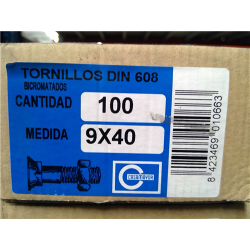 TORNILLOS DIN 608
BICROMATADOS
CANTIDAD 100
MEDIDA 9X40
8 423469 010663